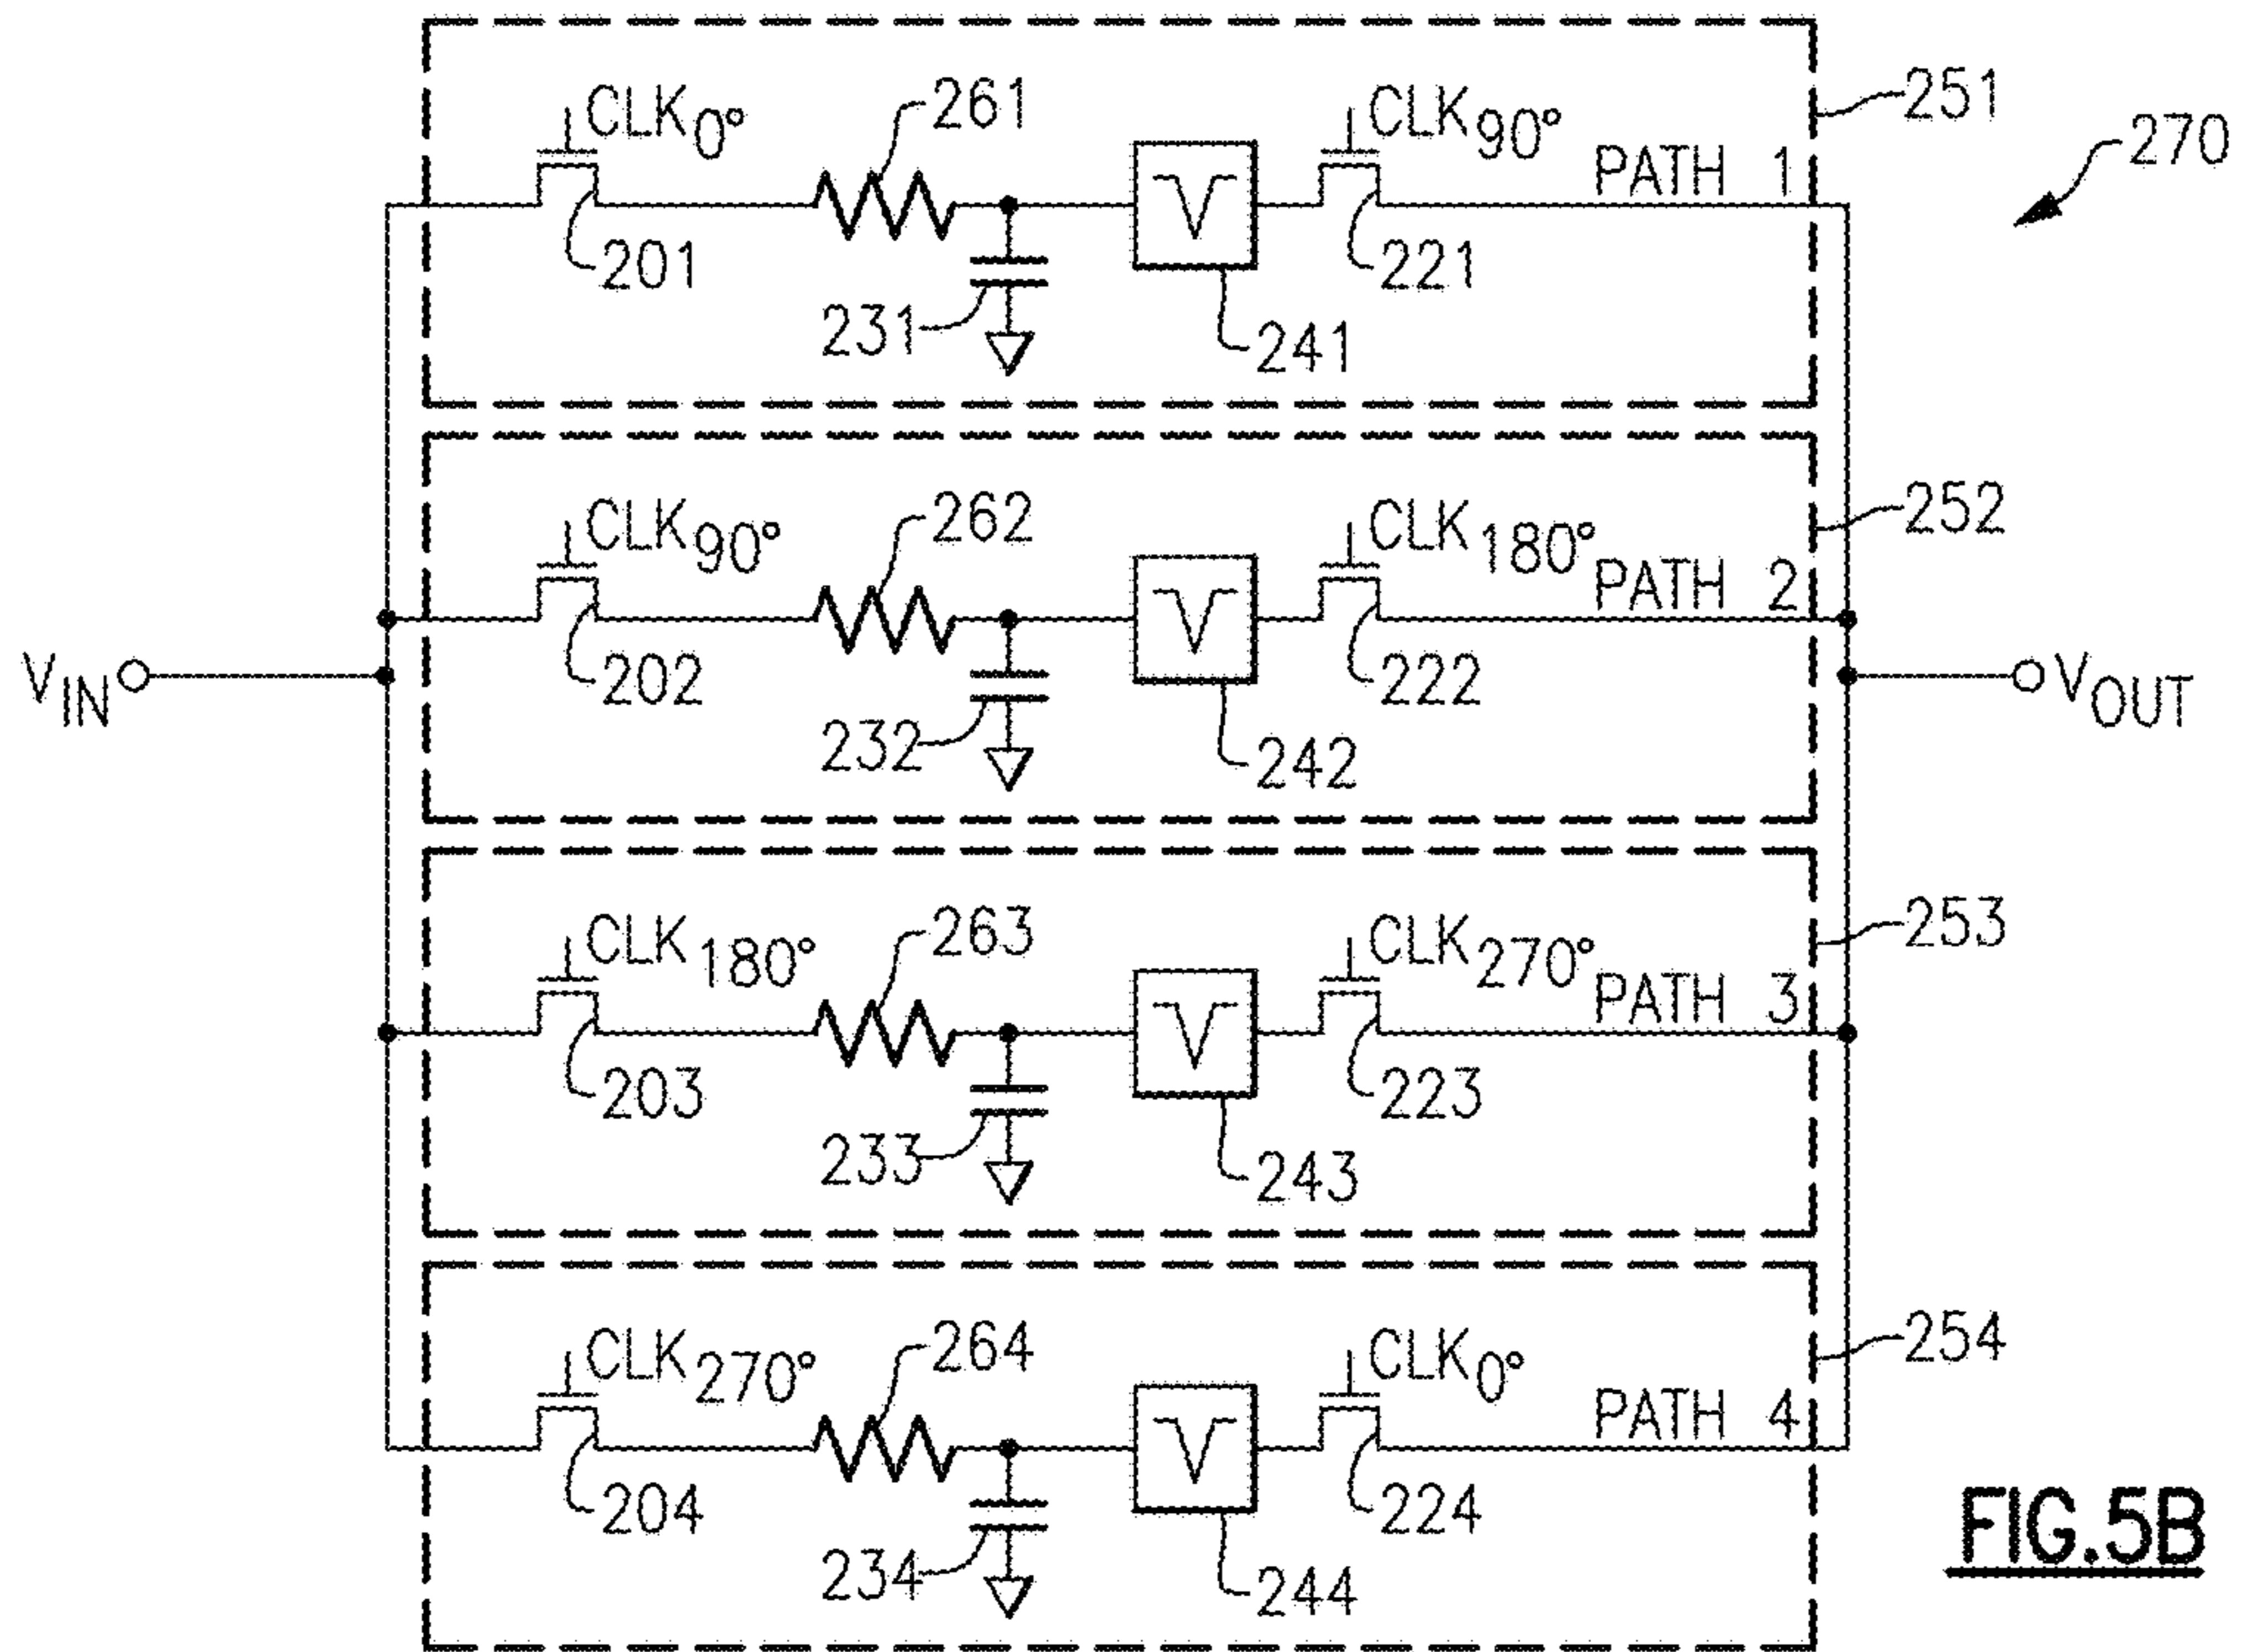 CLK0° 261 CLK90° 251
PATH 1 270
201 221
231 241
CLK90° 262 CLK180° 252
PATH 2
202 222
VIN VOUT
232 242
CLK180° 263 CLK270° 253
PATH 3
203 223
233 243
CLK270° 264 CLK0° 254
PATH 4
204 224
234 244
FIG.5B